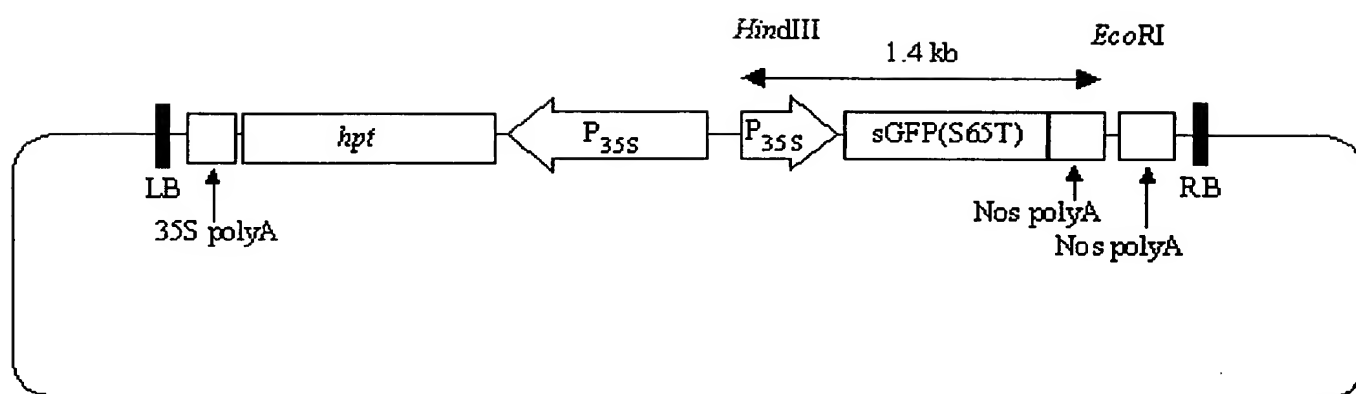 HindIII
EcoRI
1.4 kb
hpt
P35S
P35S
sGFP(S65T)
LB
RB
35S polyA
Nos polyA
Nos polyA